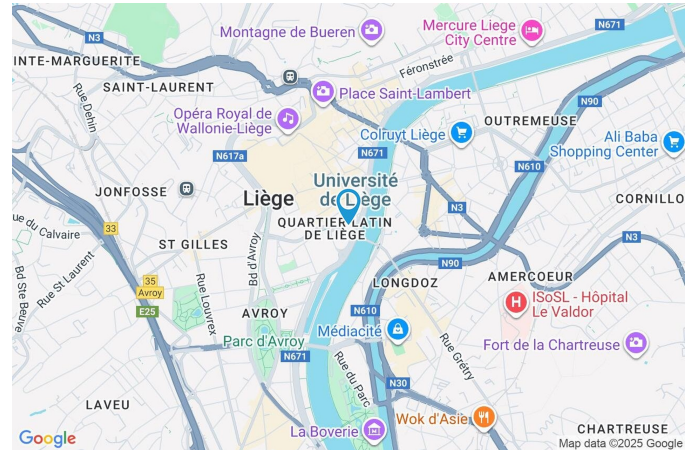 Montagne de Bueren
Mercure Liege
City Centre
N671
N3
INTE-MARGUERITE
SAINT-LAURENT
Féronstrée
N90
Rue Dehin
Place Saint-Lambert
Opéra Royal de
Wallonie-Liège
OUTREMEUSE
Colruyt Liège
Ali Baba
Shopping Center
N617a
N671
N610
JONFOSSE
Université
de Liège
Liège
N3
CORNILLO
QUARTIER LATIN
DE LIÈGE
ue du Calvaire
33
ST GILLES
Bd d'Avroy
N3
N90
Rue St Laurent
Bd Ste Beuve
35
Avroy
E25
Rue Louvrex
LONGDOZ
AMERCOEUR
ISoSL - Hôpital
Le Valdor
AVROY
N610
Médiacité
Parc d'Avroy
N671
Rue du Parc
Rue Grétry
Fort de la Chartreuse
N30
LAVEU
Wok d'Asie
La Boverie
CHARTREUSE
Google
Map data ©2025 Google